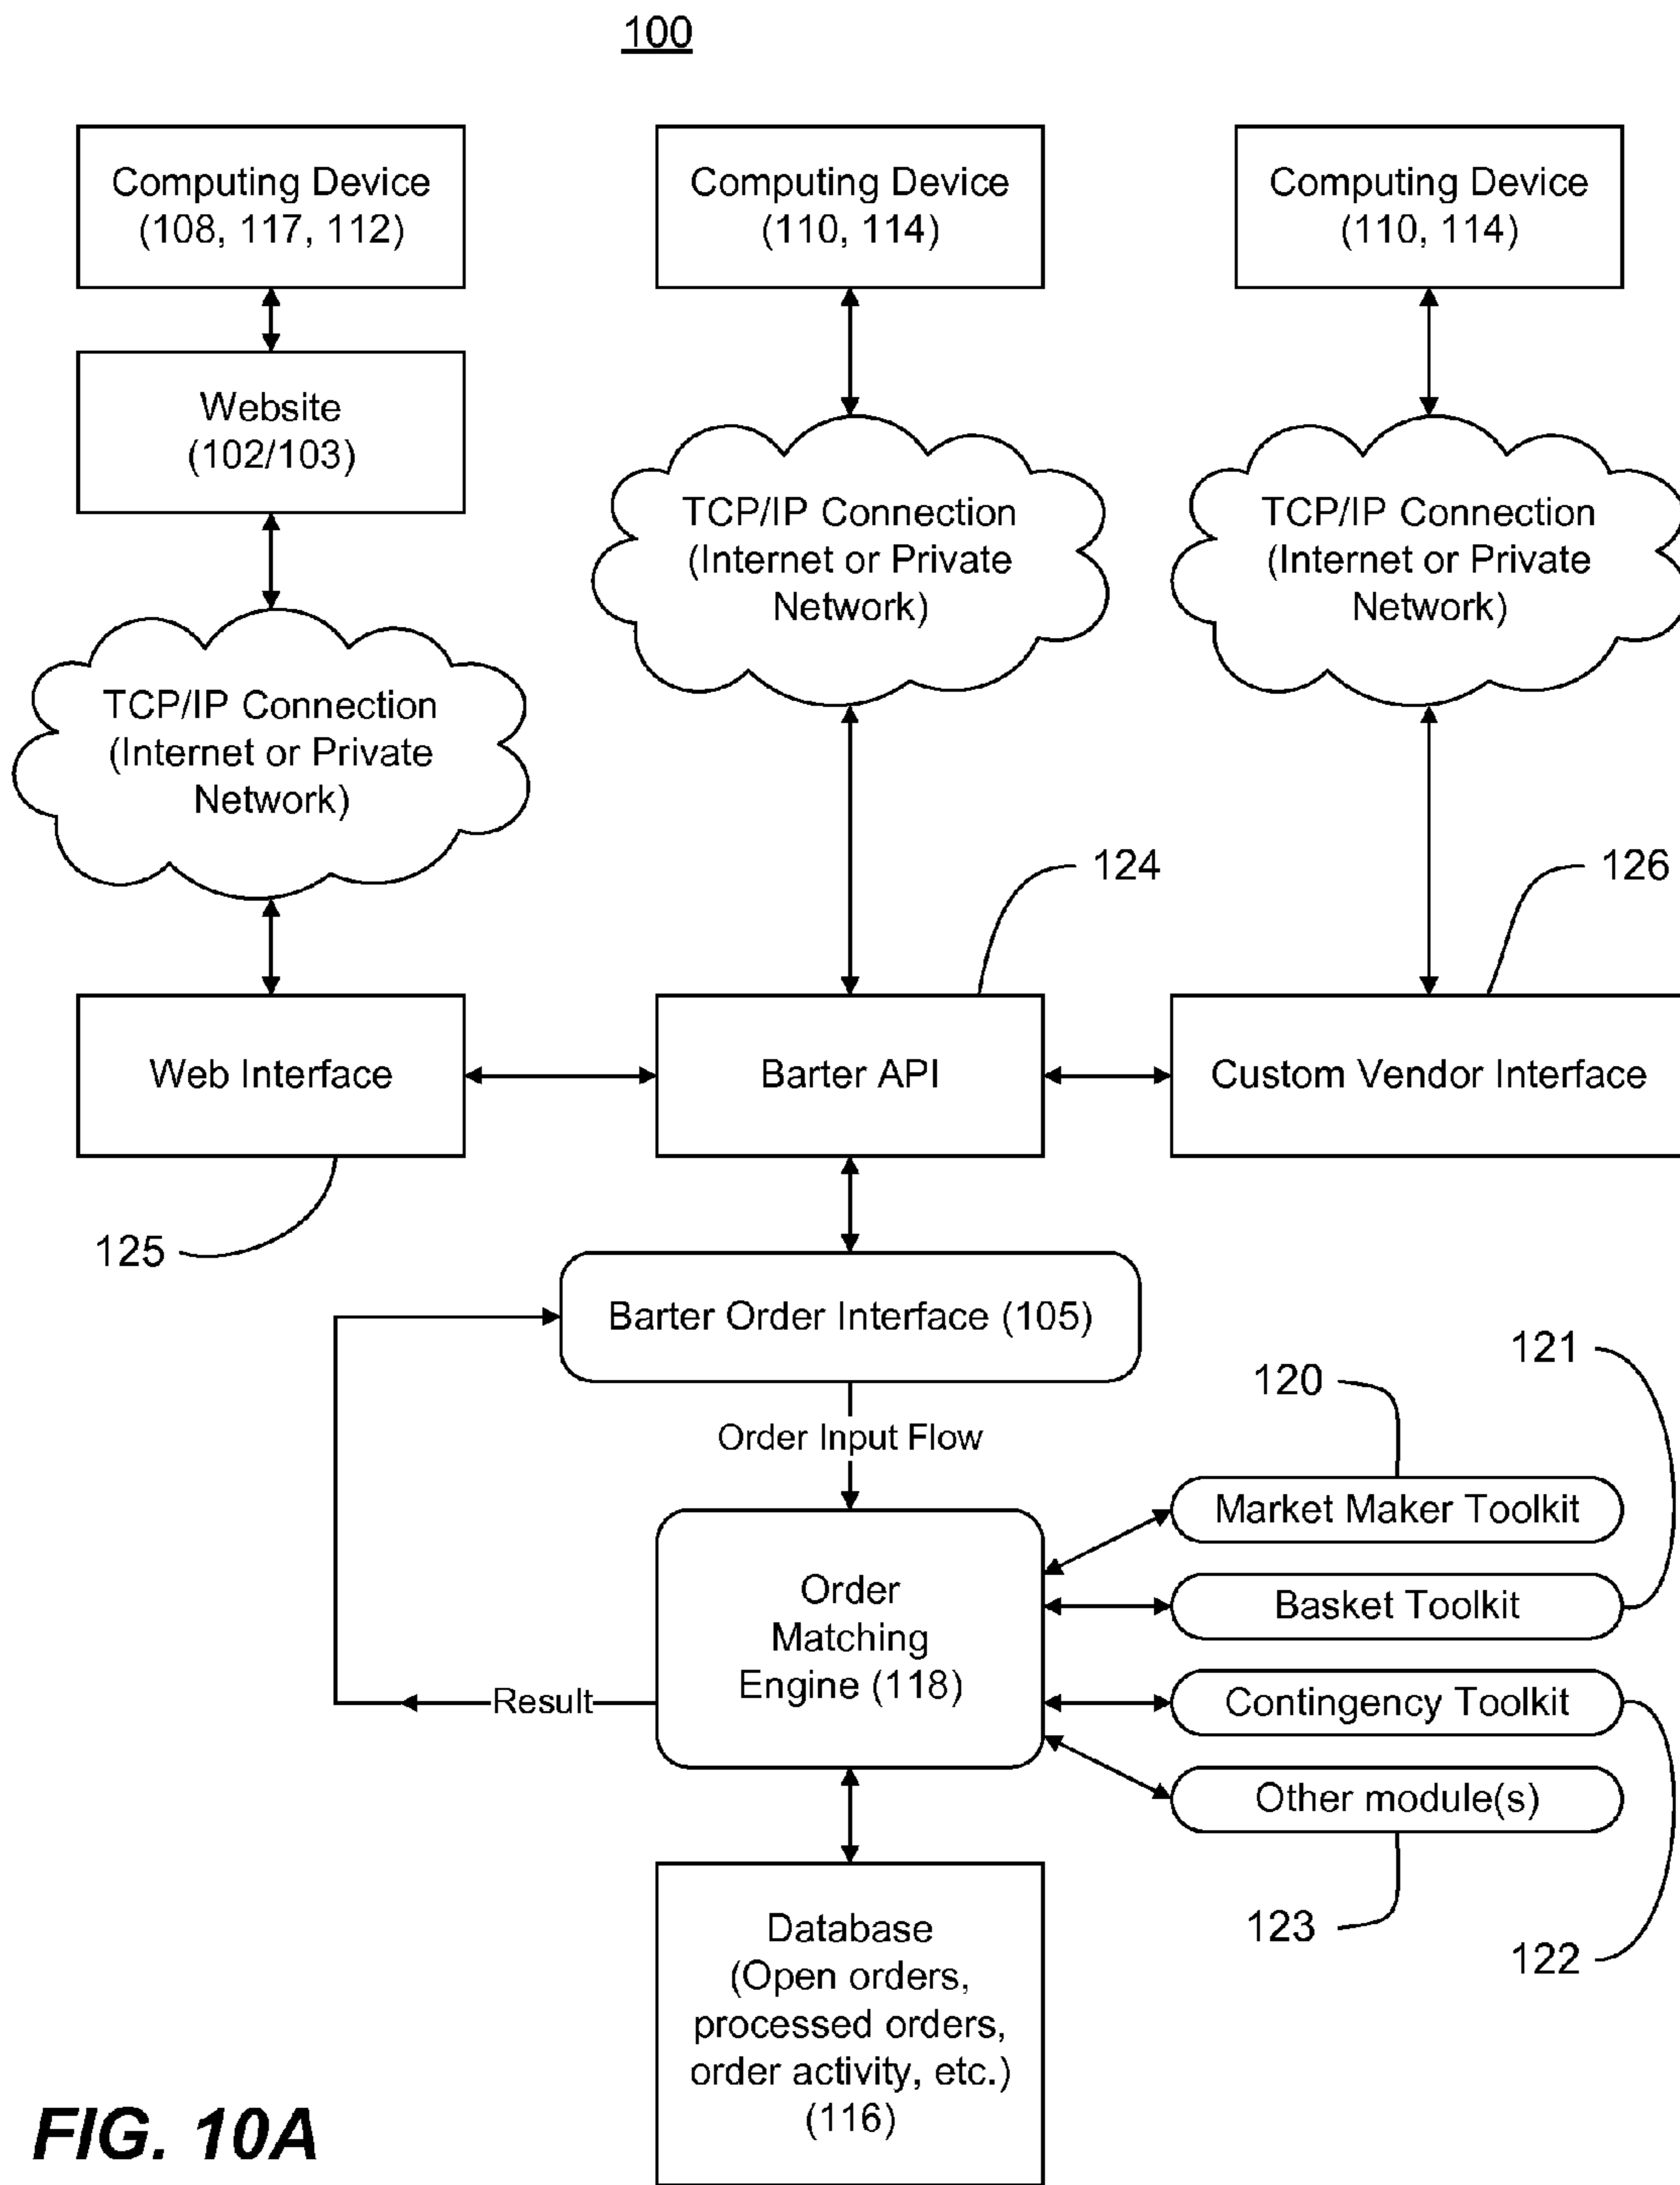 100
Computing Device
(108, 117, 112)
Computing Device
(110, 114)
Computing Device
(110, 114)
Website
(102/103)
TCP/IP Connection
(Internet or Private
Network)
TCP/IP Connection
(Internet or Private
Network)
TCP/IP Connection
(Internet or Private
Network)
124
126
Web Interface
Barter API
Custom Vendor Interface
125
Barter Order Interface (105)
121
120
Order Input Flow
Market Maker Toolkit
Order
Matching
Engine (118)
Basket Toolkit
Result
Contingency Toolkit
Other module(s)
123
122
Database
(Open orders,
processed orders,
order activity, etc.)
(116)
FIG. 10A